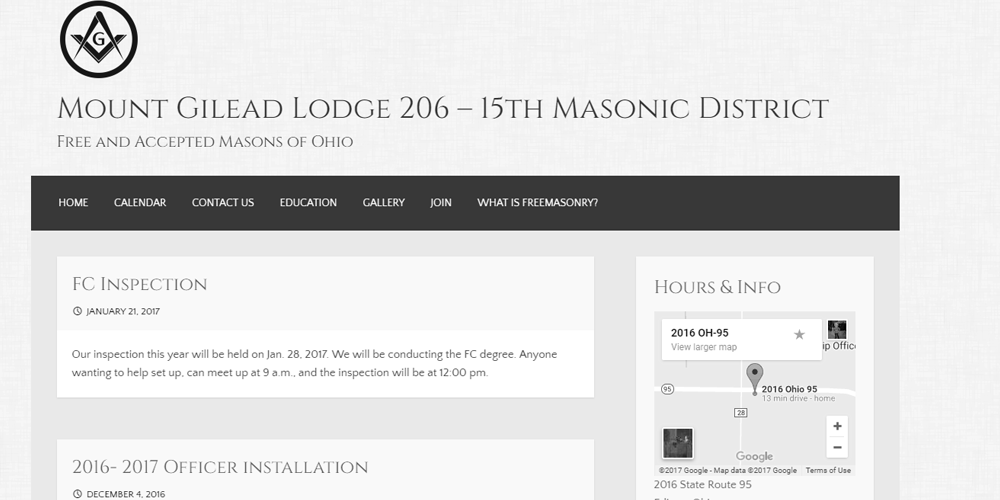 G
Mount Gilead Lodge 206 – 15th Masonic District
Free and Accepted Masons of Ohio
HOME CALENDAR CONTACT US EDUCATION GALLERY JOIN WHAT IS FREEMASONRY?
FC Inspection
JANUARY 21, 2017
Our inspection this year will be held on Jan. 28, 2017. We will be conducting the FC degree. Anyone
wanting to help set up, can meet up at 9 a.m., and the inspection will be at 12:00 pm.
2016- 2017 Officer installation
DECEMBER 4, 2016
Hours & Info
2016 OH-95
View larger map
ip Offic
95
2016 Ohio 95
13 min drive - home
28
+
−
Google
©2017 Google - Map data ©2017 Google Terms of Use
2016 State Route 95